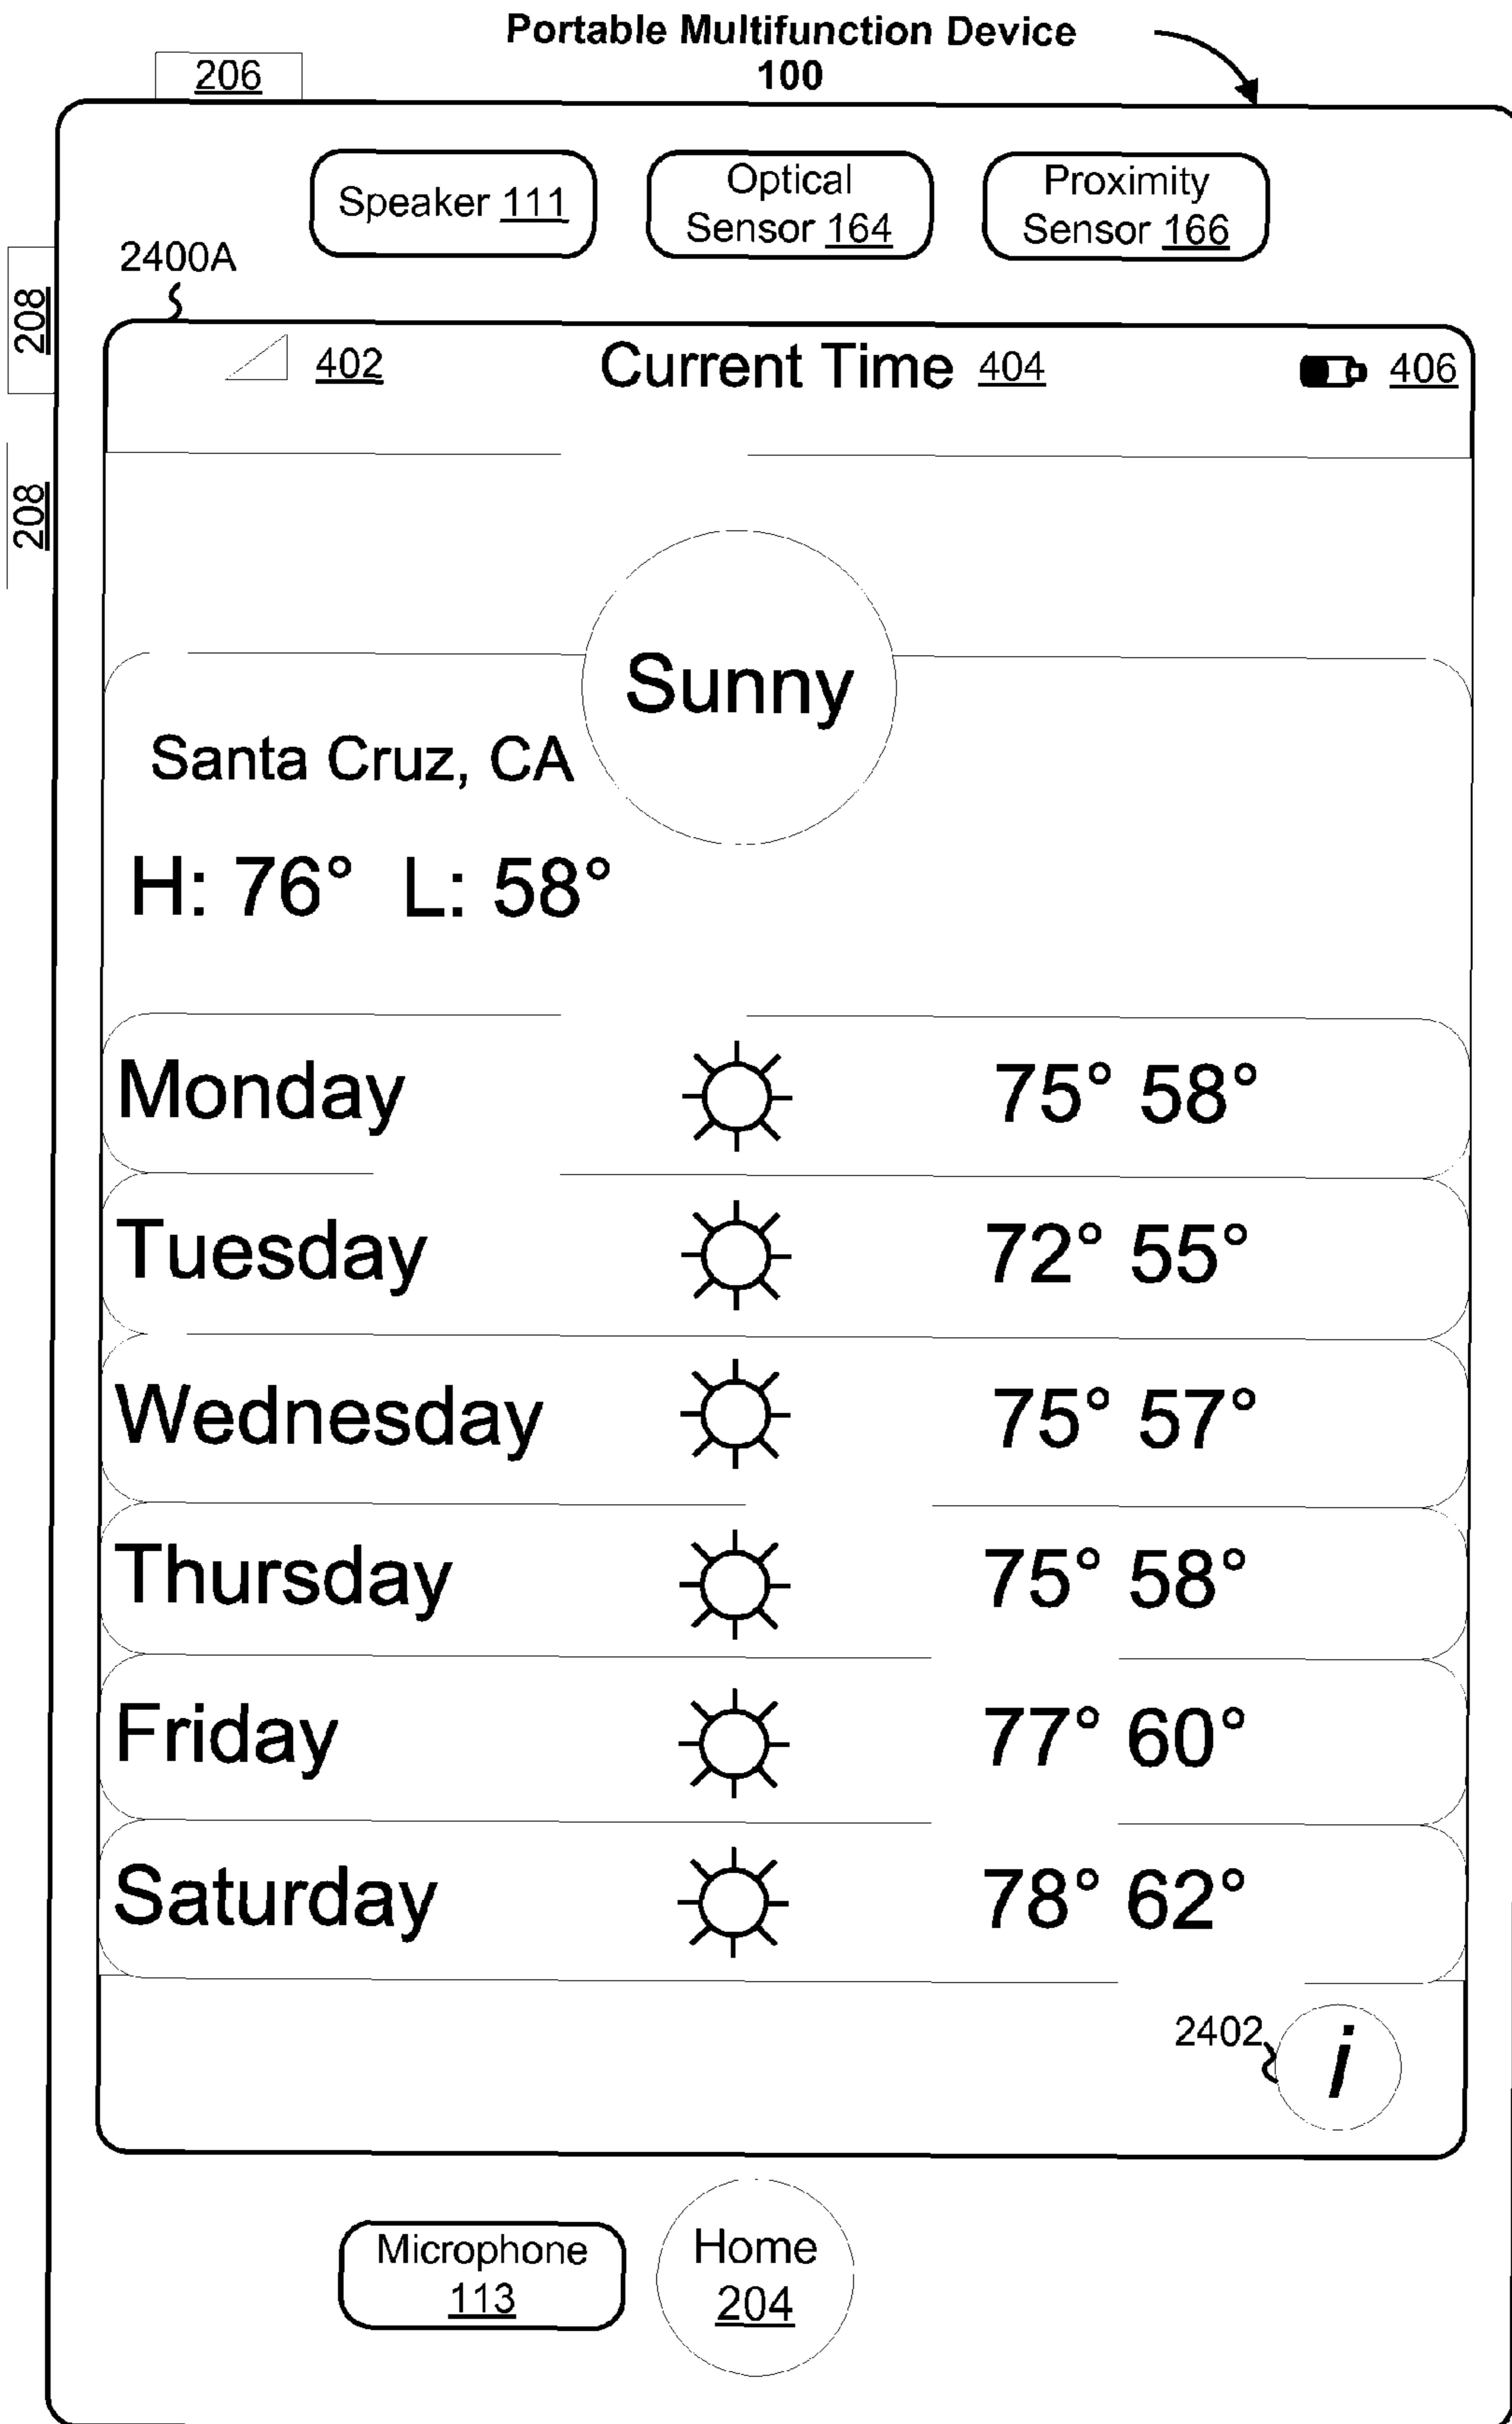 Portable Multifunction Device
100
206
Speaker 111
Optical
Sensor 164
Proximity
Sensor 166
2400A
208
208
402
Current Time 404
406
Sunny
Santa Cruz, CA
H: 76° L: 58°
Monday 75° 58°
Tuesday 72° 55°
Wednesday 75° 57°
Thursday 75° 58°
Friday 77° 60°
Saturday 78° 62°
2402
i
Microphone
113
Home
204